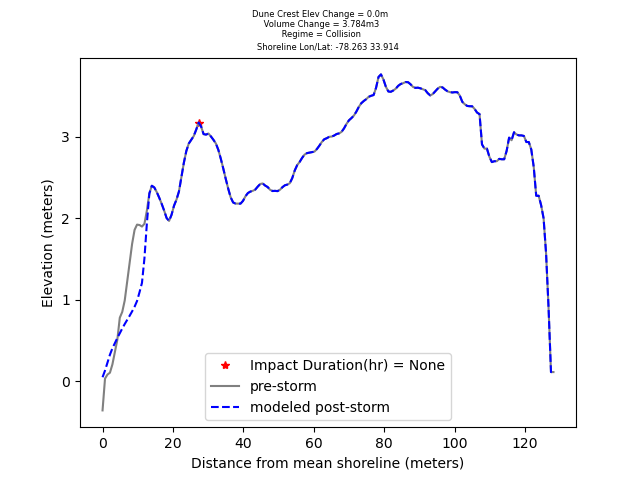 Dune Crest Elev Change = 0.0m
Volume Change = 3.784m3
Regime = Collision
Shoreline Lon/Lat: -78.263 33.914
Elevation (meters)
3
2
1
0
Impact Duration(hr) = None
pre-storm
modeled post-storm
0 20 40 60 80 100 120
Distance from mean shoreline (meters)